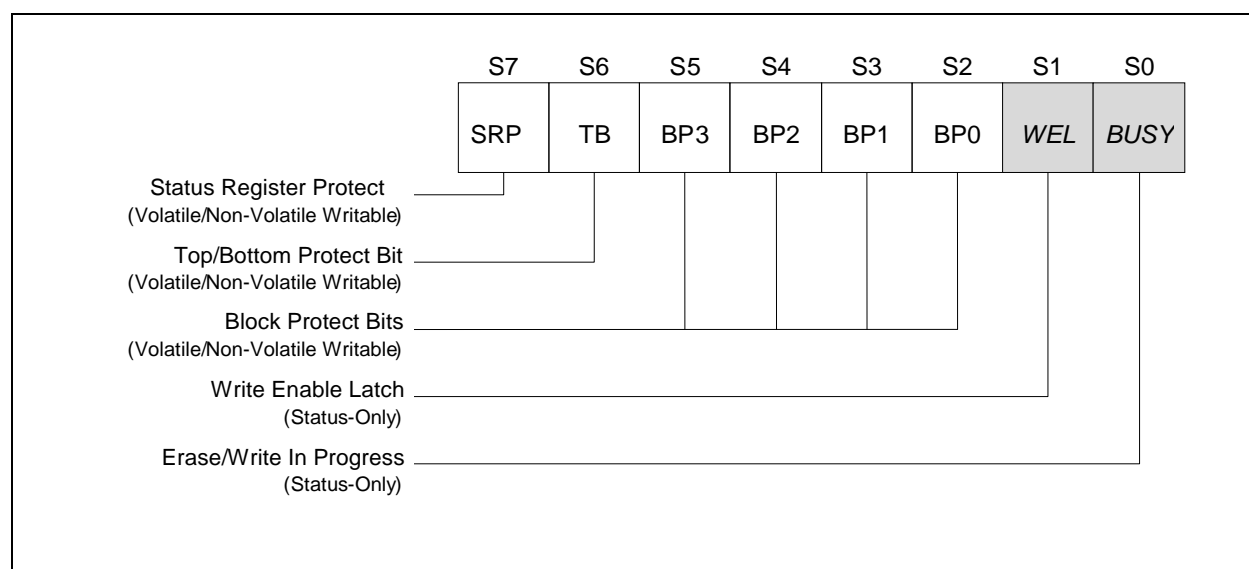 S7 S6 S5 S4 S3 S2 S1 S0
SRP TB BP3 BP2 BP1 BP0 WEL BUSY
Status Register Protect
(Volatile/Non-Volatile Writable)
Top/Bottom Protect Bit
(Volatile/Non-Volatile Writable)
Block Protect Bits
(Volatile/Non-Volatile Writable)
Write Enable Latch
(Status-Only)
Erase/Write In Progress
(Status-Only)